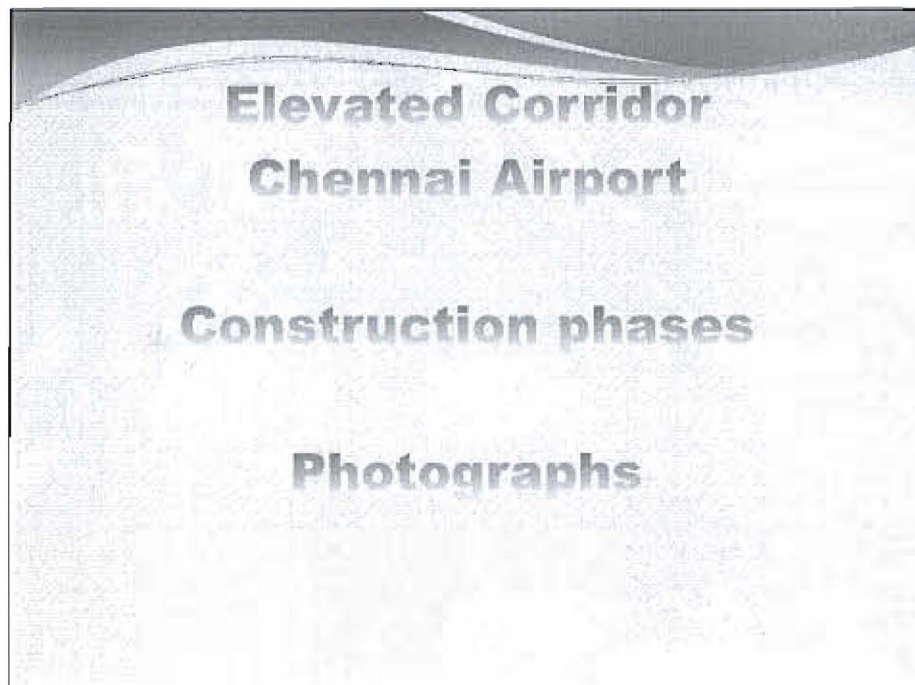 Elevated Corridor
Chennai Airport
Construction phases
Photographs